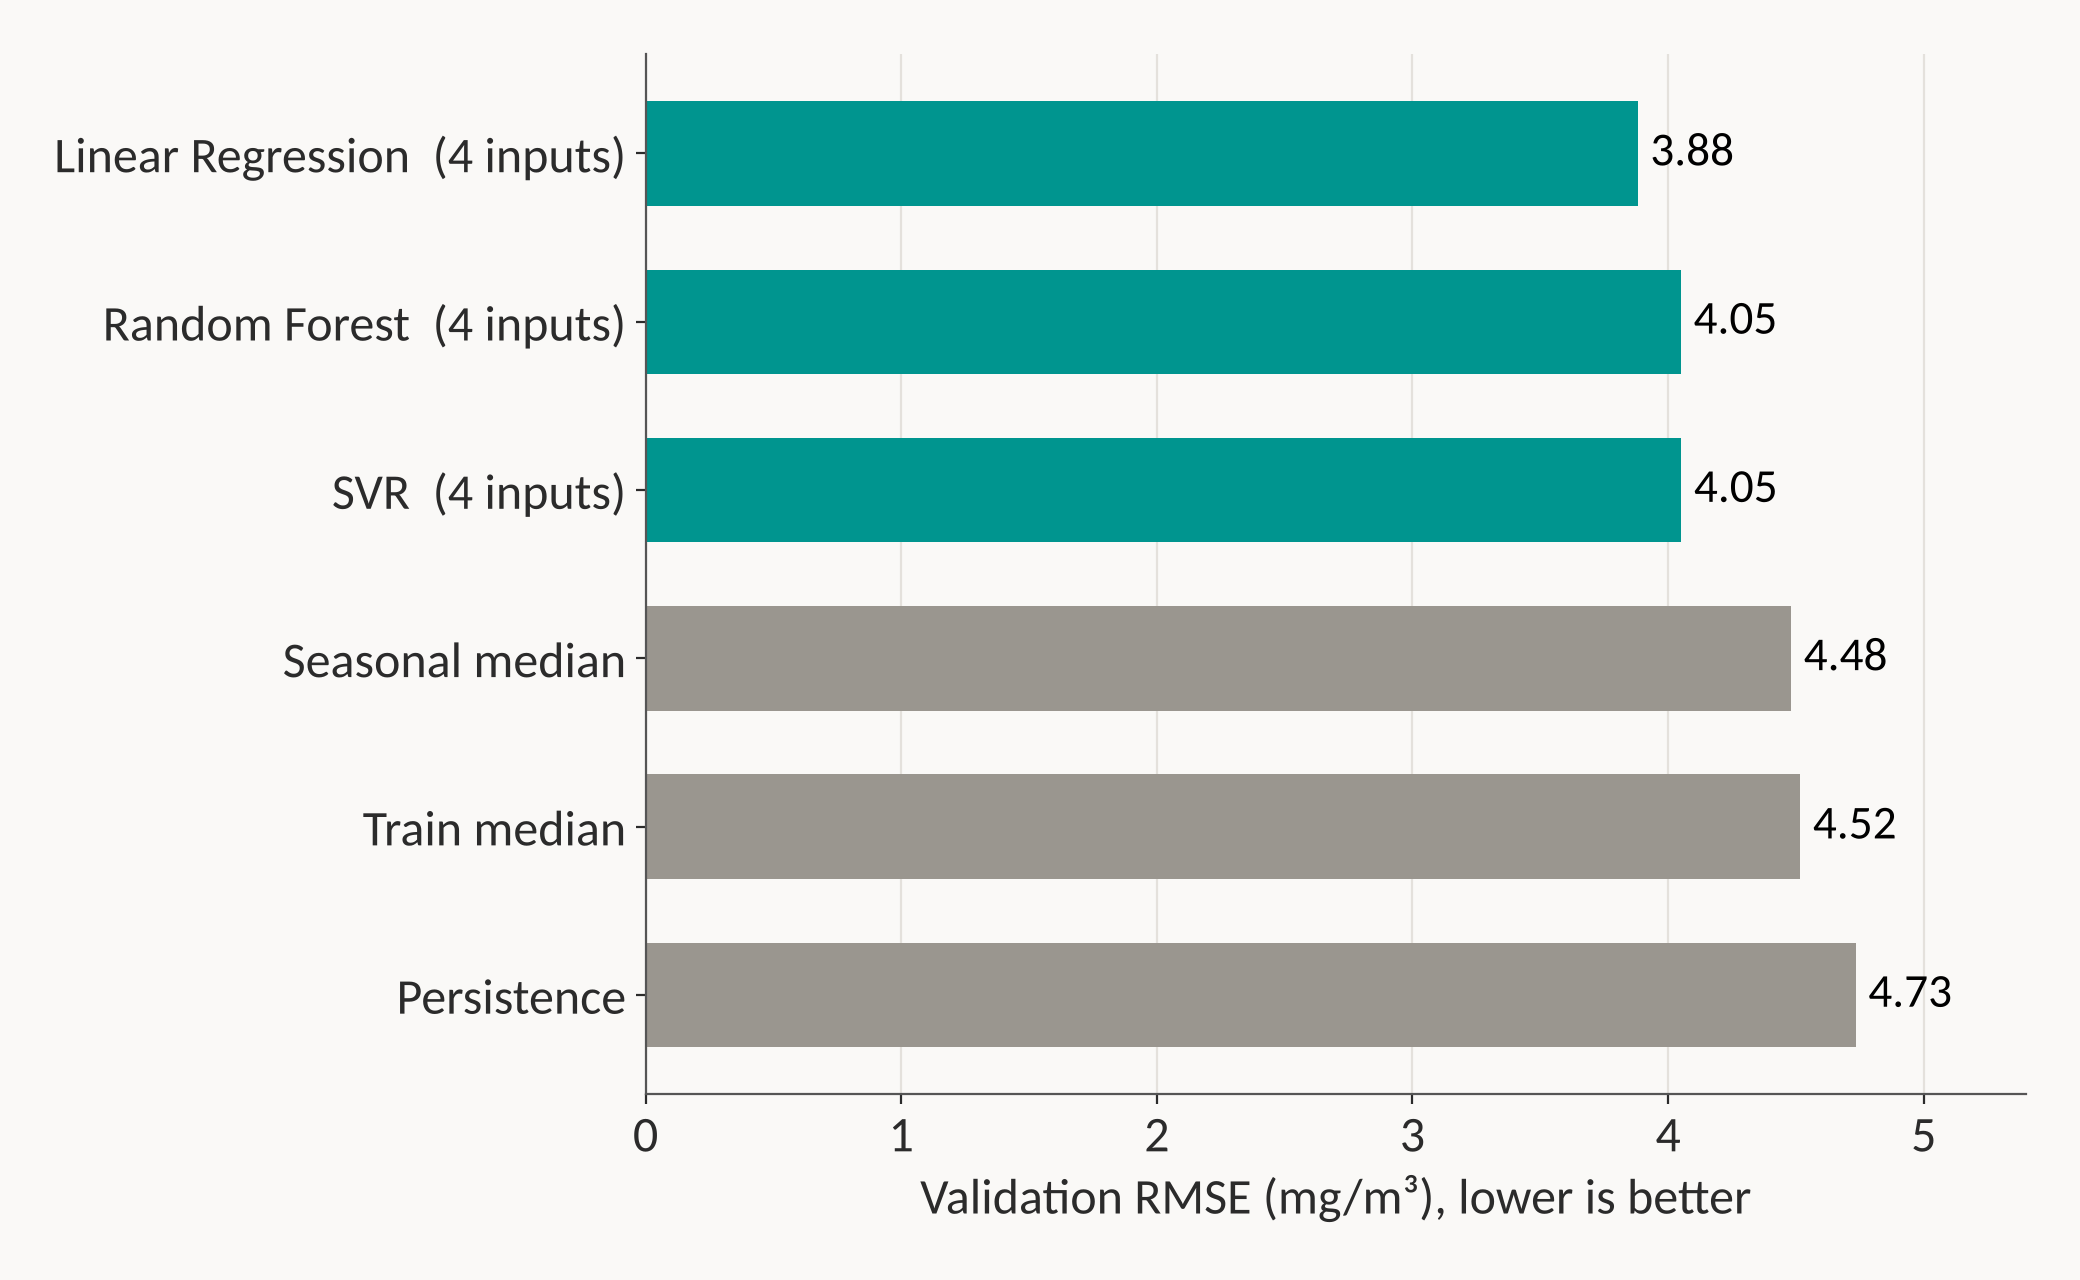 Linear Regression  (4 inputs)
3.88
Random Forest  (4 inputs)
4.05
SVR  (4 inputs)
4.05
Seasonal median
4.48
Train median
4.52
Persistence
4.73
0 1 2 3 4 5
Validation RMSE (mg/m³), lower is better